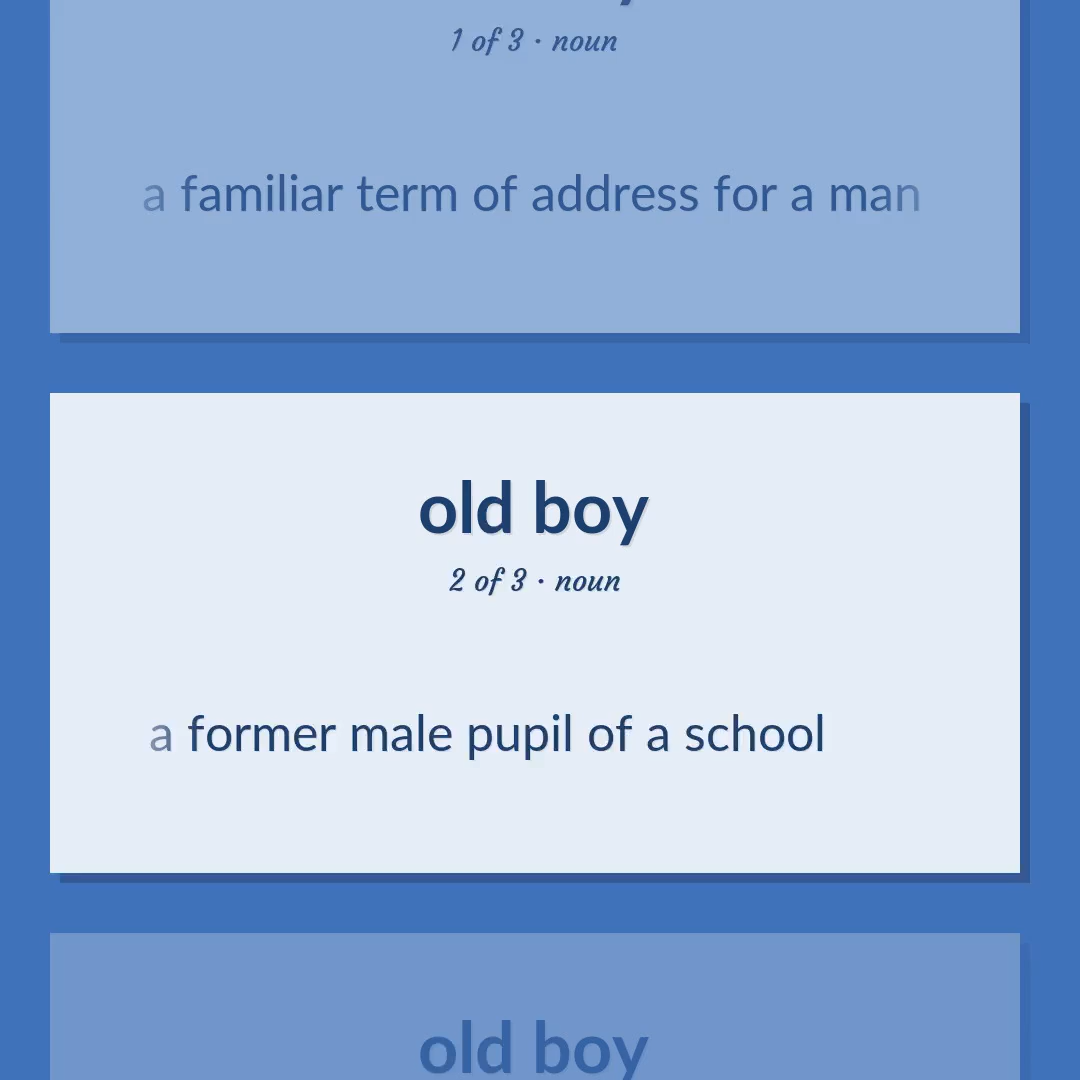 1 of 3 · noun
a familiar term of address for a man
old boy
2 of 3 · noun
a former male pupil of a school
old boy